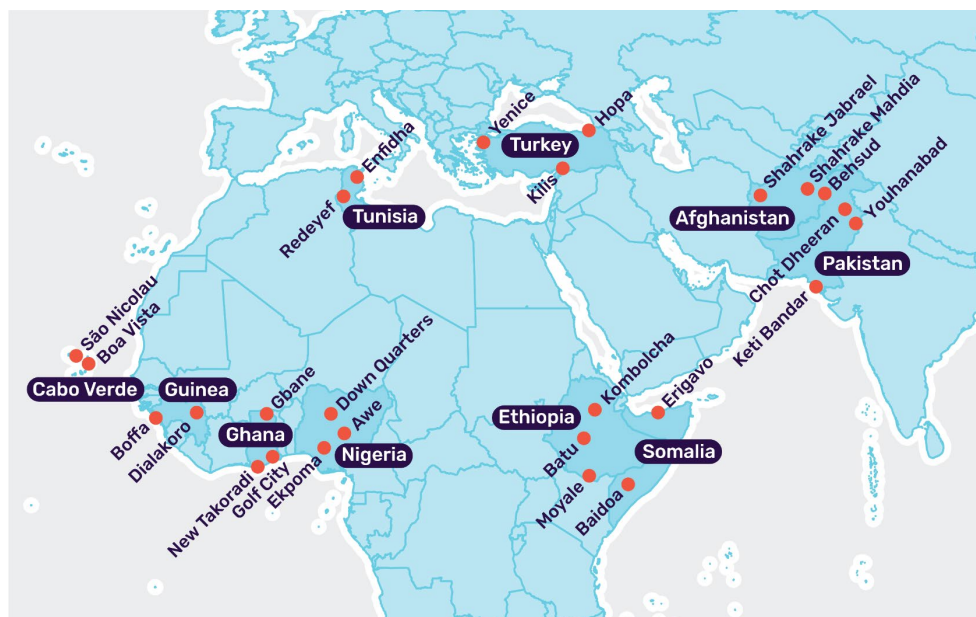 Yenice
Hopa
Turkey
Kilis
Enfidha
Redeyef
Tunisia
Shahrake Jabrael
Shahrake Mahdia
Behsud
Youhanabad
Afghanistan
Chot Dheeran
Pakistan
Keti Bandar
São Nicolau
Boa Vista
Cabo Verde
Guinea
Boffa
Dialakoro
Gbane
Ghana
New Takoradi
Golf City
Down Quarters
Awe
Ekpoma
Nigeria
Kombolcha
Ethiopia
Batu
Moyale
Erigavo
Somalia
Baidoa